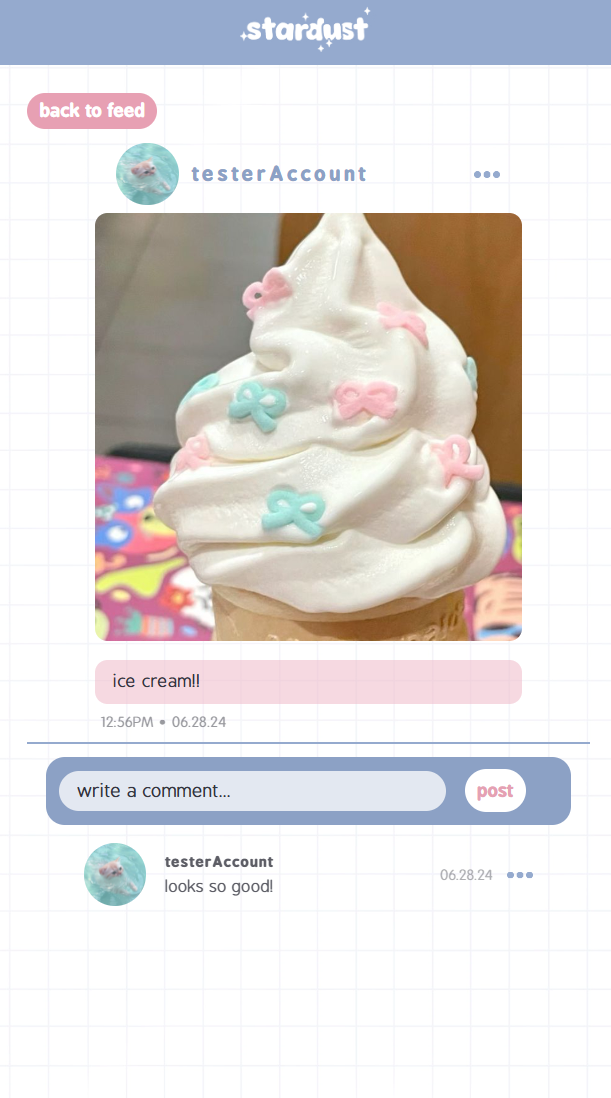 stardust
back to feed
testerAccount
ice cream!!
12:56PM • 06.28.24
write a comment...
post
testerAccount
looks so good!
06.28.24